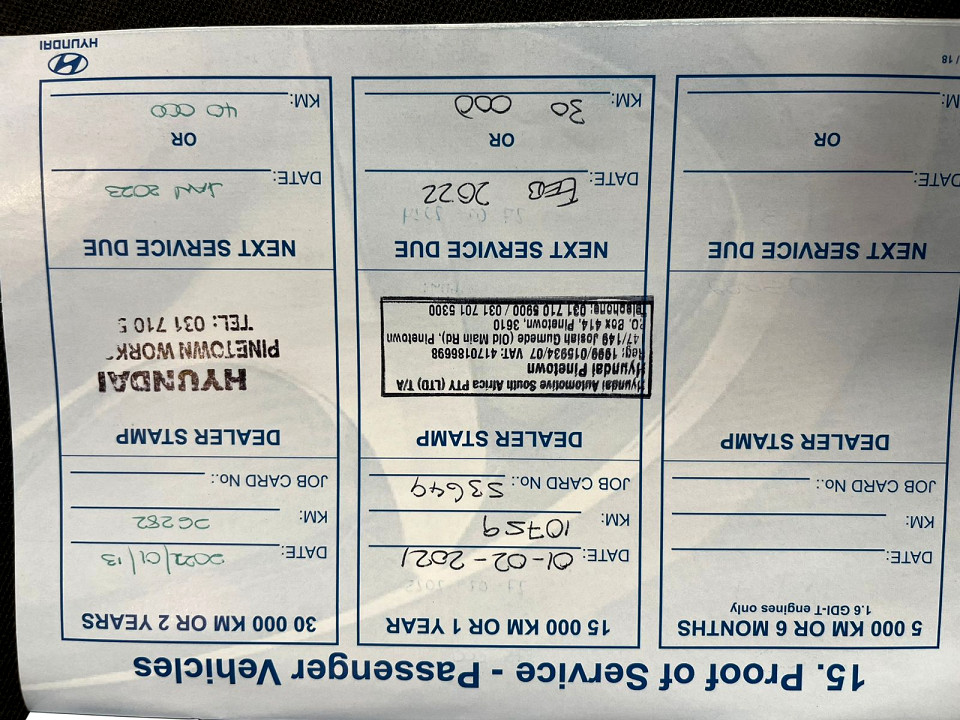 15. Proof of Service - Passenger Vehicles
5 000 KM OR 6 MONTHS
1.6 GDI-T engines only
DATE:
KM:
JOB CARD No.:
DEALER STAMP
NEXT SERVICE DUE
DATE:
OR
KM:
15 000 KM OR 1 YEAR
DATE: 01-02-2021
KM: 10759
JOB CARD No.: 53649
DEALER STAMP
Hyundai Automotive South Africa PTY (LTD) T/A
Hyundai Pinetown
Reg: 1999/015934/07 VAT: 4170186698
47/149 Josiah Gumede (Old Main Rd), Pinetown
P.O. Box 414, Pinetown, 3610
Telephone: 031 710 5900 / 031 701 5300
NEXT SERVICE DUE
DATE: FEB 2022
OR
KM: 30 000
30 000 KM OR 2 YEARS
DATE: 2022/01/13
KM: 26282
JOB CARD No.:
DEALER STAMP
HYUNDAI
PINETOWN WORK
TEL: 031 710 5
NEXT SERVICE DUE
DATE: JAN 2023
OR
KM: 40 000
/ 18
HYUNDAI